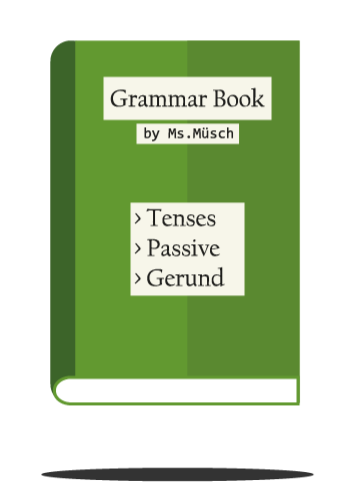 Grammar Book
by Ms.Müsch
› Tenses
› Passive
› Gerund